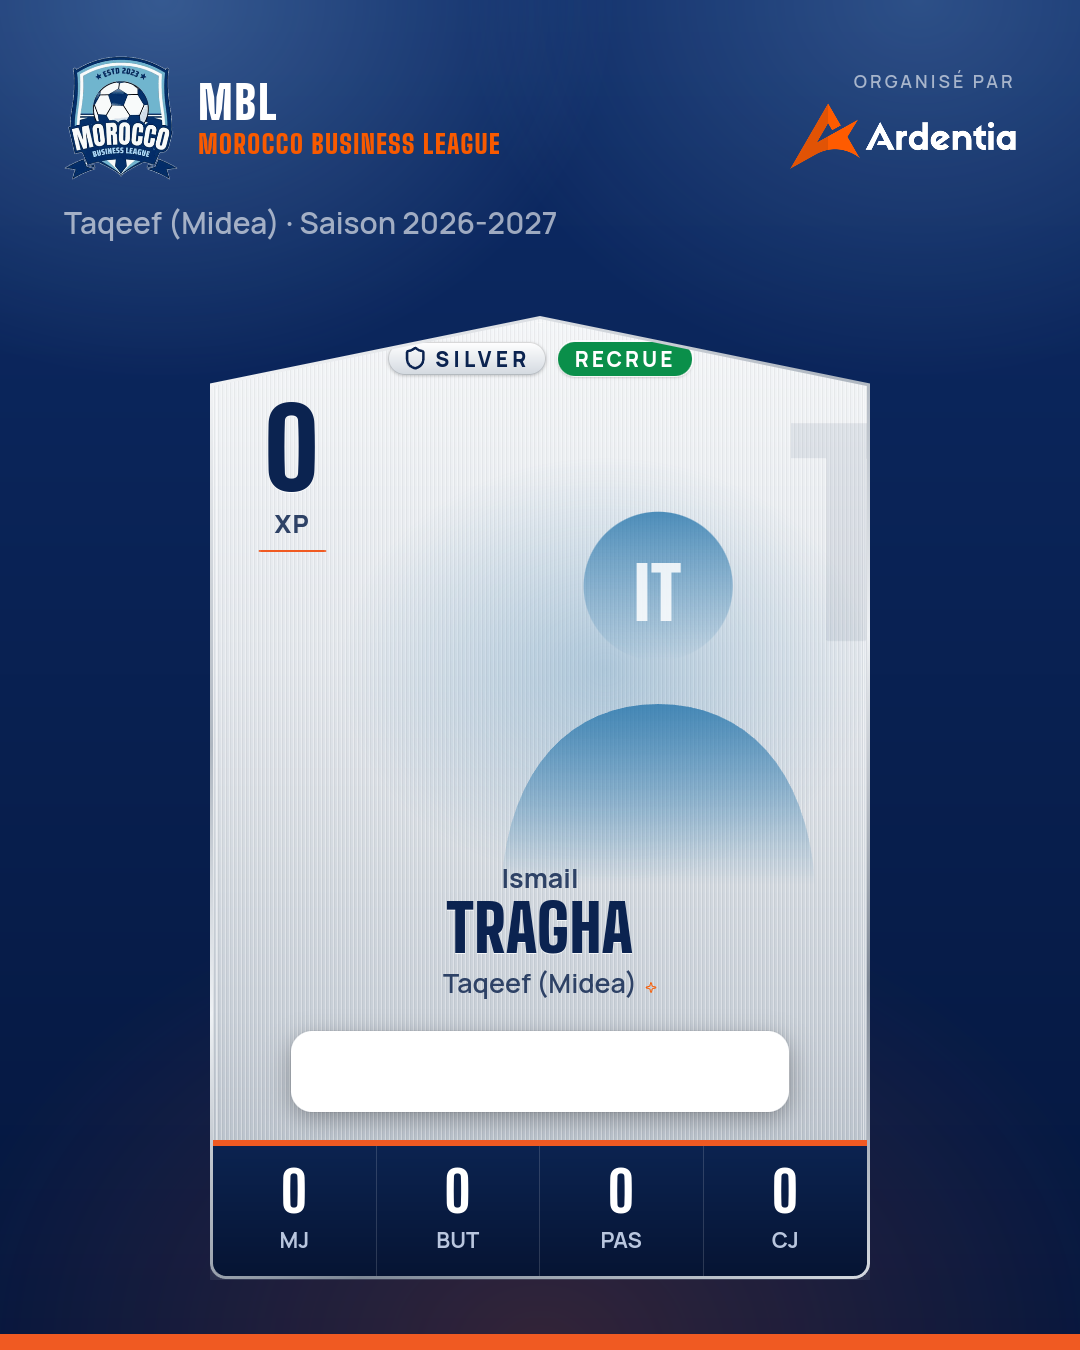 ★ ESTD 2023 ★
MOROCCO
BUSINESS LEAGUE
MBL
MOROCCO BUSINESS LEAGUE
ORGANISÉ PAR
Ardentia
Taqeef (Midea) · Saison 2026-2027
SILVER
RECRUE
0
XP
1
IT
Ismail
TRAGHA
Taqeef (Midea)
0 0 0 0
MJ BUT PAS CJ